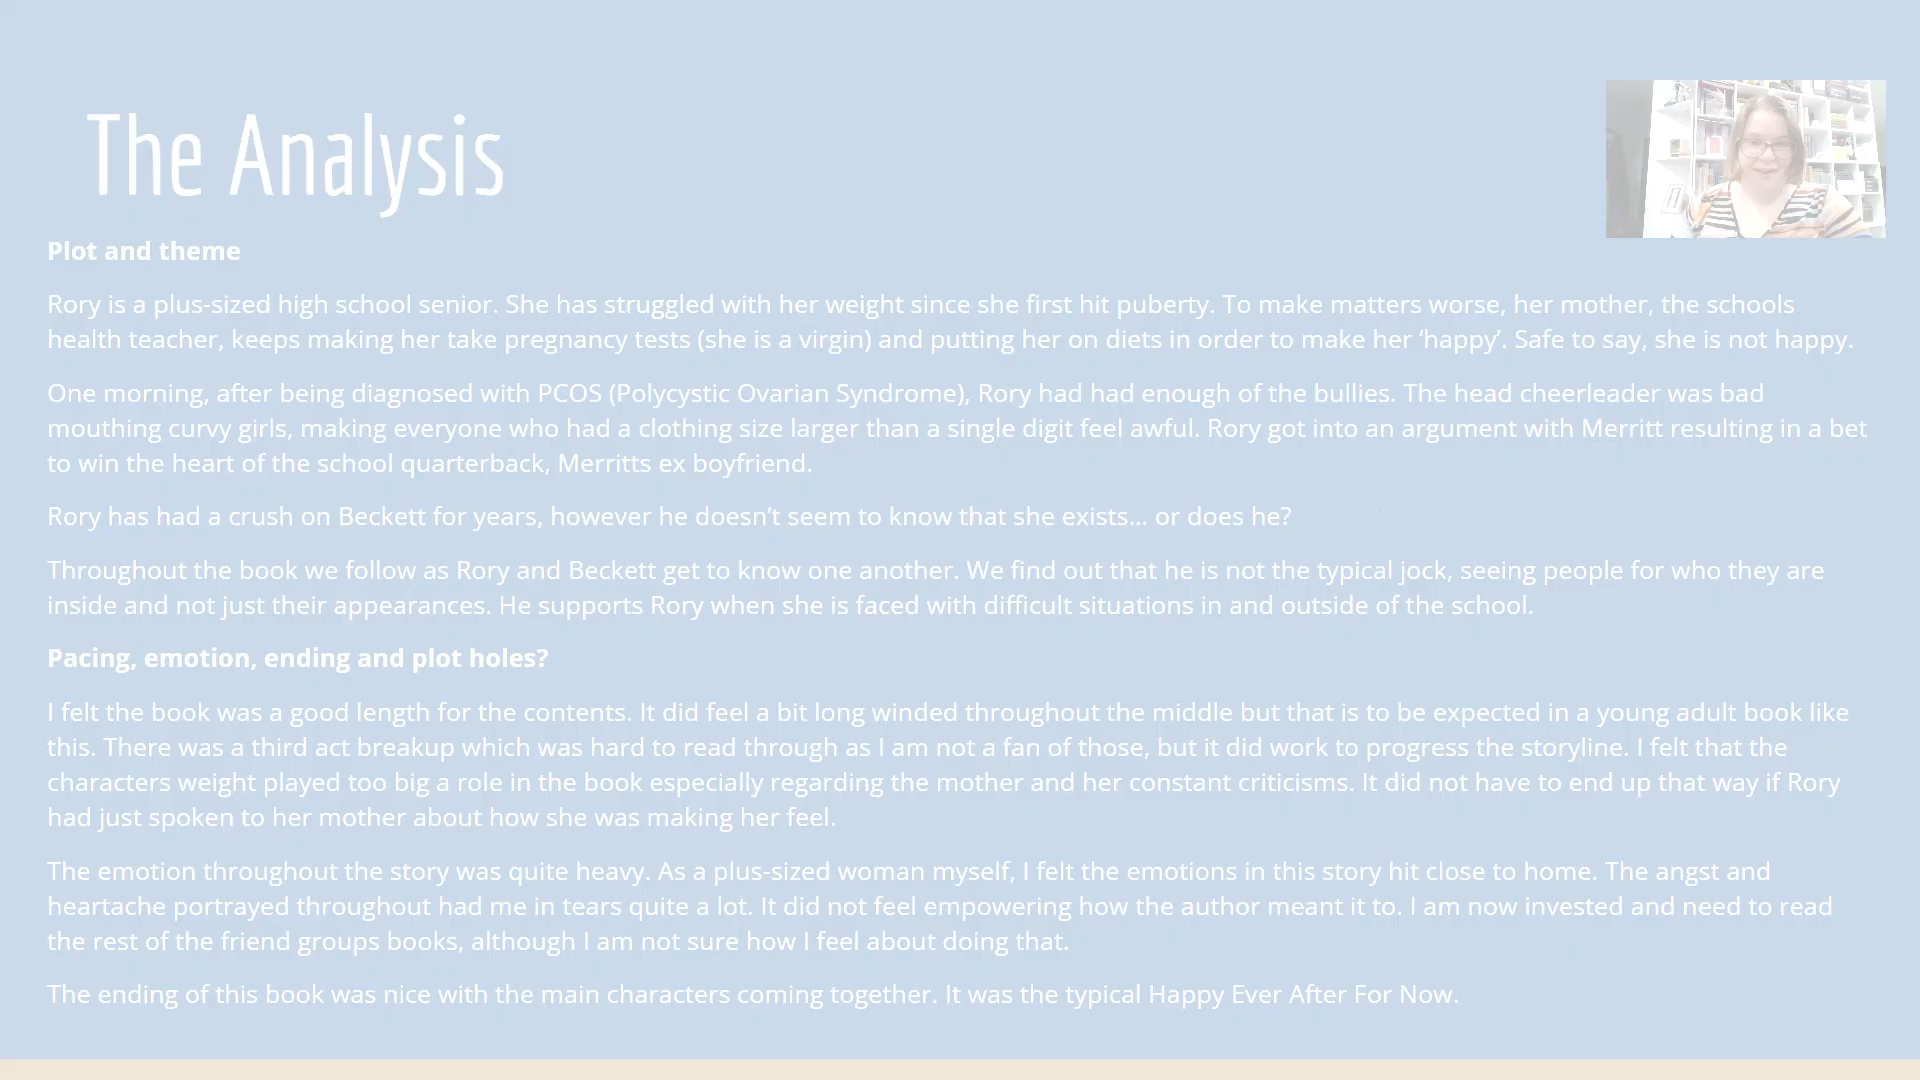 The Analysis
Plot and theme
Rory is a plus-sized high school senior. She has struggled with her weight since she first hit puberty. To make matters worse, her mother, the schools
health teacher, keeps making her take pregnancy tests (she is a virgin) and putting her on diets in order to make her ‘happy’. Safe to say, she is not happy.
One morning, after being diagnosed with PCOS (Polycystic Ovarian Syndrome), Rory had had enough of the bullies. The head cheerleader was bad
mouthing curvy girls, making everyone who had a clothing size larger than a single digit feel awful. Rory got into an argument with Merritt resulting in a bet
to win the heart of the school quarterback, Merritts ex boyfriend.
Rory has had a crush on Beckett for years, however he doesn’t seem to know that she exists... or does he?
Throughout the book we follow as Rory and Beckett get to know one another. We find out that he is not the typical jock, seeing people for who they are
inside and not just their appearances. He supports Rory when she is faced with difficult situations in and outside of the school.
Pacing, emotion, ending and plot holes?
I felt the book was a good length for the contents. It did feel a bit long winded throughout the middle but that is to be expected in a young adult book like
this. There was a third act breakup which was hard to read through as I am not a fan of those, but it did work to progress the storyline. I felt that the
characters weight played too big a role in the book especially regarding the mother and her constant criticisms. It did not have to end up that way if Rory
had just spoken to her mother about how she was making her feel.
The emotion throughout the story was quite heavy. As a plus-sized woman myself, I felt the emotions in this story hit close to home. The angst and
heartache portrayed throughout had me in tears quite a lot. It did not feel empowering how the author meant it to. I am now invested and need to read
the rest of the friend groups books, although I am not sure how I feel about doing that.
The ending of this book was nice with the main characters coming together. It was the typical Happy Ever After For Now.